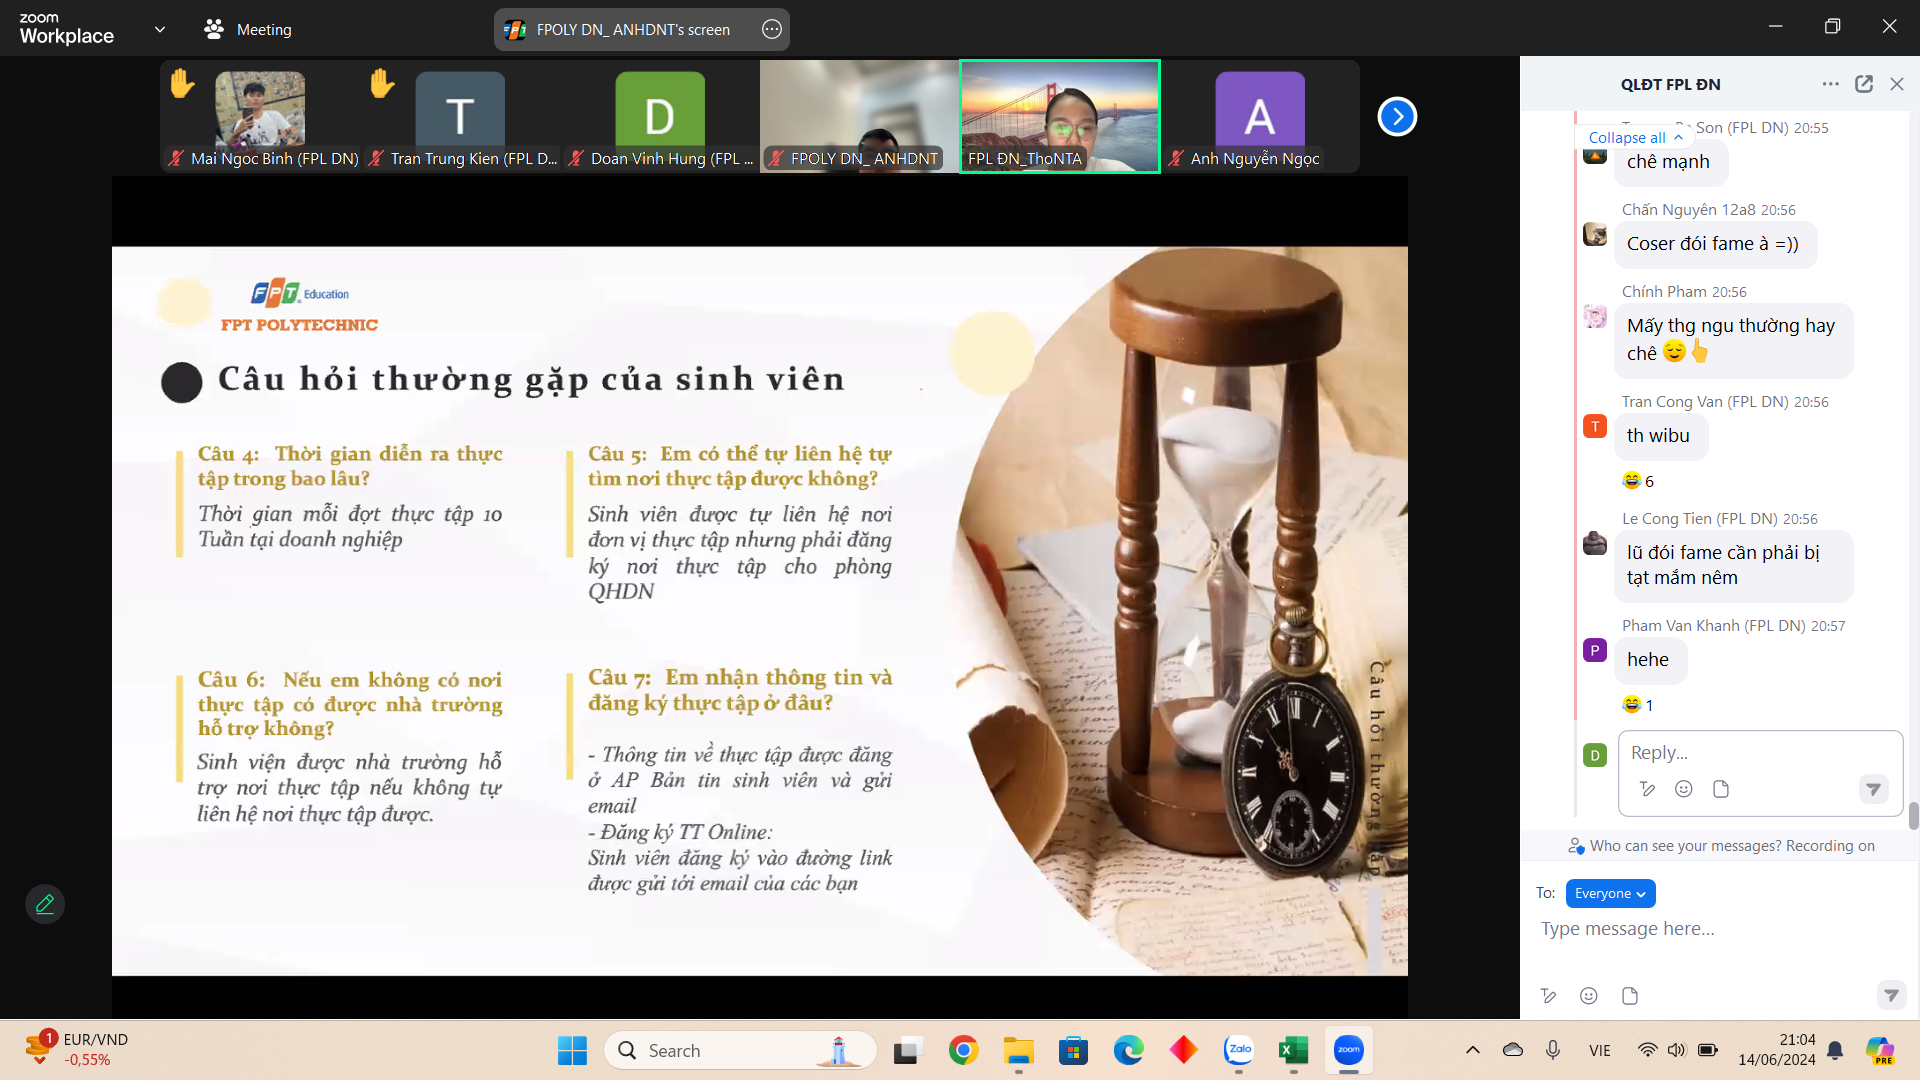 zoom
Workplace
Meeting
FPOLY DN_ ANHDNT's screen
Mai Ngoc Binh (FPL DN)
T
Tran Trung Kien (FPL D...
D
Doan Vinh Hung (FPL ...
FPOLY DN_ ANHDNT
FPL ĐN_ThoNTA
A
Anh Nguyễn Ngọc
FPT Education
FPT POLYTECHNIC
Câu hỏi thường gặp của sinh viên
Câu 4: Thời gian diễn ra thực
tập trong bao lâu?
Thời gian mỗi đợt thực tập 10
Tuần tại doanh nghiệp
Câu 5: Em có thể tự liên hệ tự
tìm nơi thực tập được không?
Sinh viên được tự liên hệ nơi
đơn vị thực tập nhưng phải đăng
ký nơi thực tập cho phòng
QHDN
Câu 6: Nếu em không có nơi
thực tập có được nhà trường
hỗ trợ không?
Sinh viện được nhà trường hỗ
trợ nơi thực tập nếu không tự
liên hệ nơi thực tập được.
Câu 7: Em nhận thông tin và
đăng ký thực tập ở đâu?
- Thông tin về thực tập được đăng
ở AP Bản tin sinh viên và gửi
email
- Đăng ký TT Online:
Sinh viên đăng ký vào đường link
được gửi tới email của các bạn
Câu hỏi thường gặp
QLĐT FPL ĐN
Collapse all
Son (FPL DN) 20:55
chê mạnh
Chấn Nguyên 12a8 20:56
Coser đói fame à =))
Chính Pham 20:56
Mấy thg ngu thường hay
chê
Tran Cong Van (FPL DN) 20:56
T
th wibu
6
Le Cong Tien (FPL DN) 20:56
lũ đói fame cần phải bị
tạt mắm nêm
Pham Van Khanh (FPL DN) 20:57
P
hehe
1
D
Reply...
Who can see your messages? Recording on
To:
Everyone
Type message here...
1
EUR/VND
-0,55%
Search
Zalo
zoom
VIE
21:04
14/06/2024
PRE